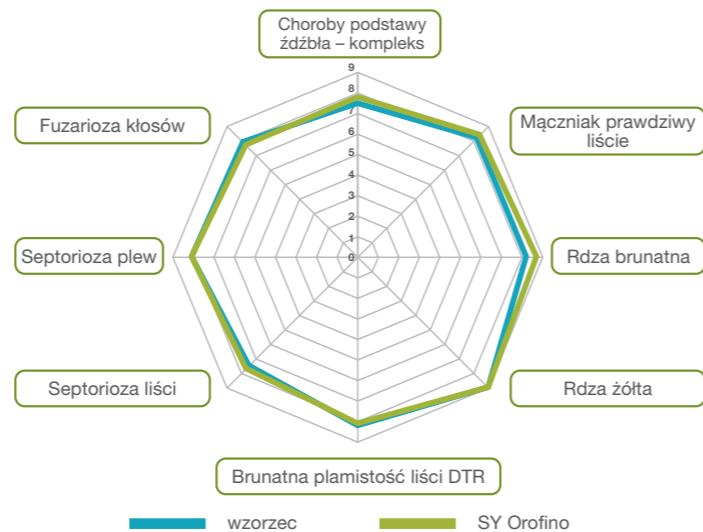 Choroby podstawy
źdźbła – kompleks
Fuzarioza kłosów
Mączniak prawdziwy
liście
9
8
7
6
5
4
3
2
1
0
Septorioza plew
Rdza brunatna
Septorioza liści
Rdza żółta
Brunatna plamistość liści DTR
wzorzec
SY Orofino